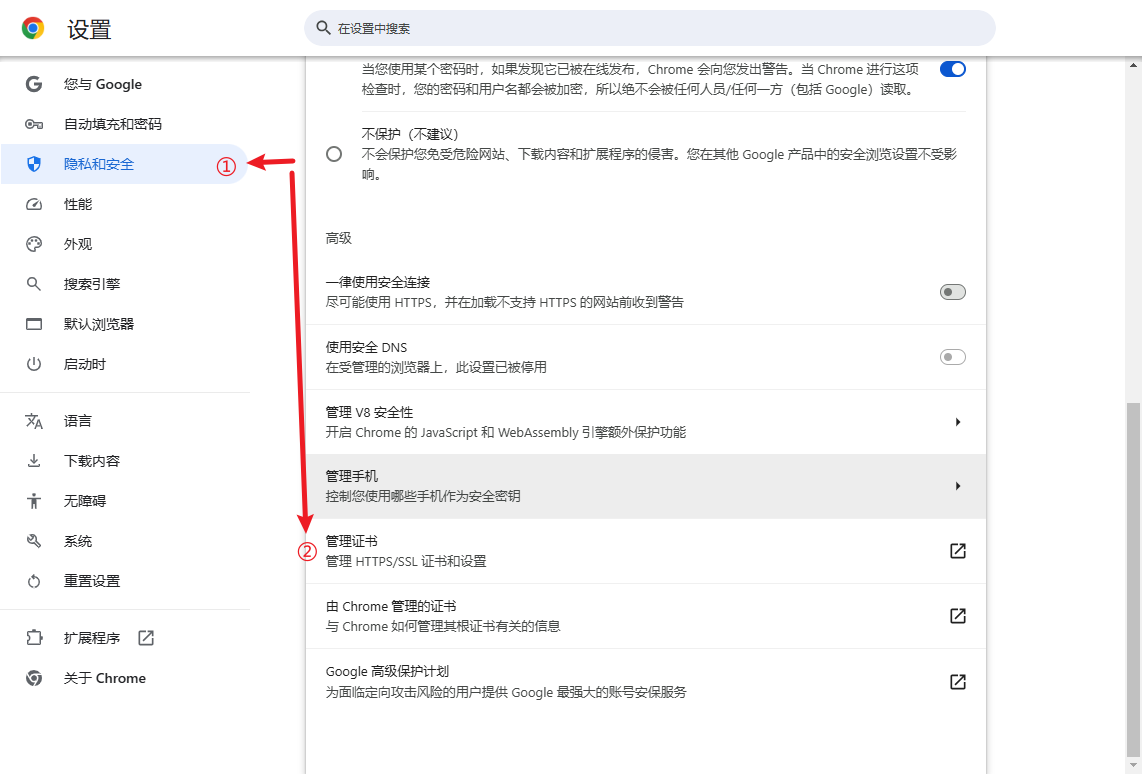 设置
在设置中搜索
您与 Google
自动填充和密码
隐私和安全
①
性能
外观
搜索引擎
默认浏览器
启动时
语言
下载内容
无障碍
系统
重置设置
扩展程序
关于 Chrome
当您使用某个密码时，如果发现它已被在线发布，Chrome 会向您发出警告。当 Chrome 进行这项
检查时，您的密码和用户名都会被加密，所以绝不会被任何人员/任何一方（包括 Google）读取。
不保护（不建议）
不会保护您免受危险网站、下载内容和扩展程序的侵害。您在其他 Google 产品中的安全浏览设置不受影
响。
高级
一律使用安全连接
尽可能使用 HTTPS，并在加载不支持 HTTPS 的网站前收到警告
使用安全 DNS
在受管理的浏览器上，此设置已被停用
管理 V8 安全性
开启 Chrome 的 JavaScript 和 WebAssembly 引擎额外保护功能
管理手机
控制您使用哪些手机作为安全密钥
②
管理证书
管理 HTTPS/SSL 证书和设置
由 Chrome 管理的证书
与 Chrome 如何管理其根证书有关的信息
Google 高级保护计划
为面临定向攻击风险的用户提供 Google 最强大的账号安保服务